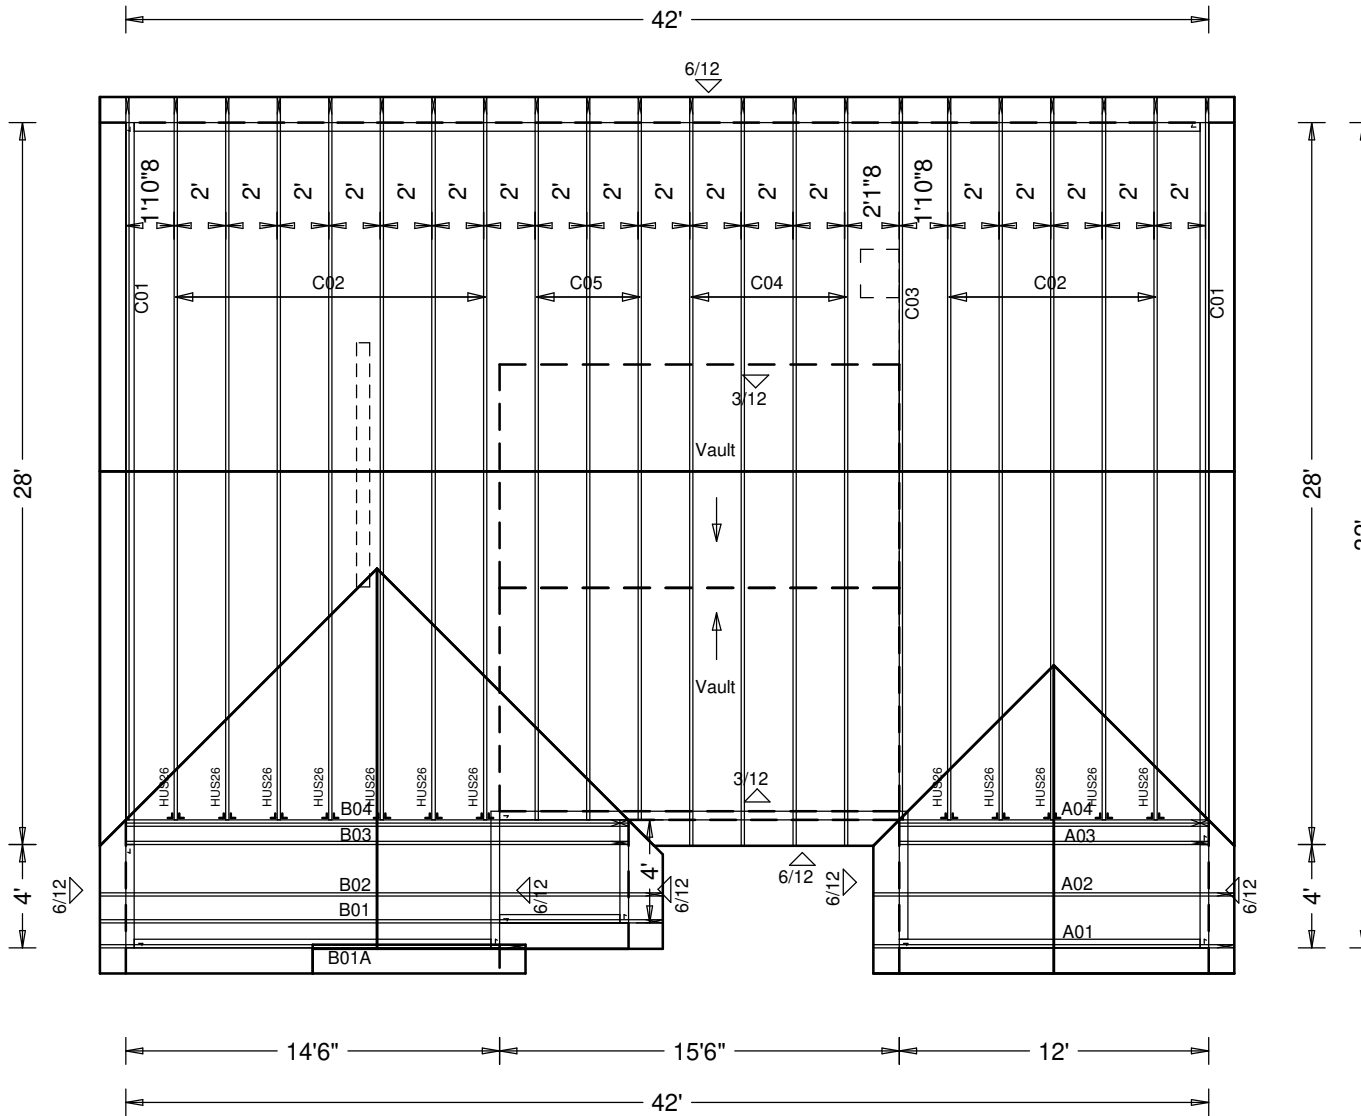 42'
6/12
1'10"8
2'
2'
2'
2'
2'
2'
2'
2'
2'
2'
2'
2'
2'
2'1"8
1'10"8
2'
2'
2'
2'
2'
C01
C02
C05
C04
C03
C02
C01
3/12
Vault
28'
28'
Vault
3/12
HUS26
HUS26
HUS26
HUS26
HUS26
HUS26
HUS26
HUS26
HUS26
HUS26
HUS26
HUS26
B04
A04
B03
A03
4'
6/12
4'
6/12
B02
6/12
6/12
6/12
A02
6/12
4'
B01
A01
B01A
14'6"
15'6"
12'
42'